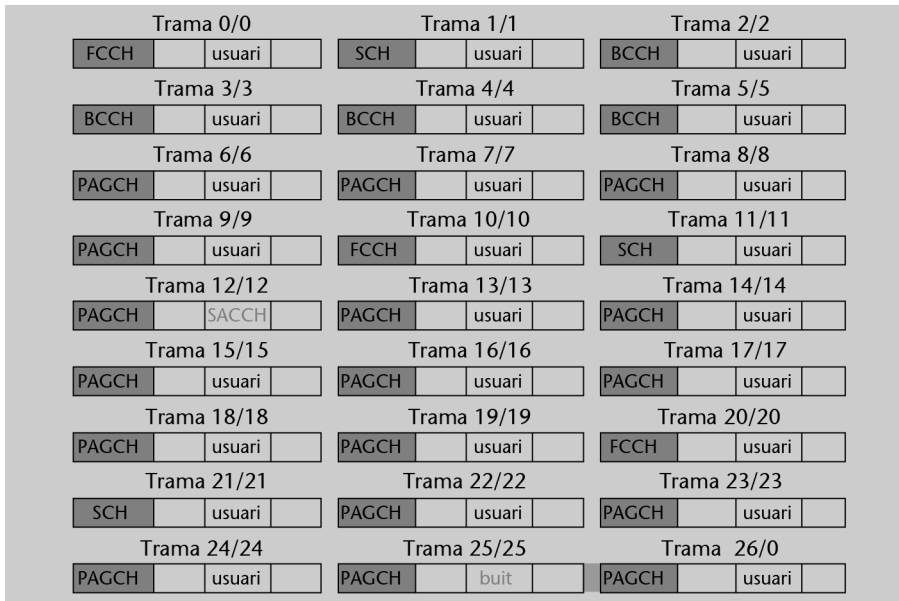 Trama 0/0 Trama 1/1 Trama 2/2
FCCH usuari SCH usuari BCCH usuari
Trama 3/3 Trama 4/4 Trama 5/5
BCCH usuari BCCH usuari BCCH usuari
Trama 6/6 Trama 7/7 Trama 8/8
PAGCH usuari PAGCH usuari PAGCH usuari
Trama 9/9 Trama 10/10 Trama 11/11
PAGCH usuari FCCH usuari SCH usuari
Trama 12/12 Trama 13/13 Trama 14/14
PAGCH SACCH PAGCH usuari PAGCH usuari
Trama 15/15 Trama 16/16 Trama 17/17
PAGCH usuari PAGCH usuari PAGCH usuari
Trama 18/18 Trama 19/19 Trama 20/20
PAGCH usuari PAGCH usuari FCCH usuari
Trama 21/21 Trama 22/22 Trama 23/23
SCH usuari PAGCH usuari PAGCH usuari
Trama 24/24 Trama 25/25 Trama 26/0
PAGCH usuari PAGCH buit PAGCH usuari